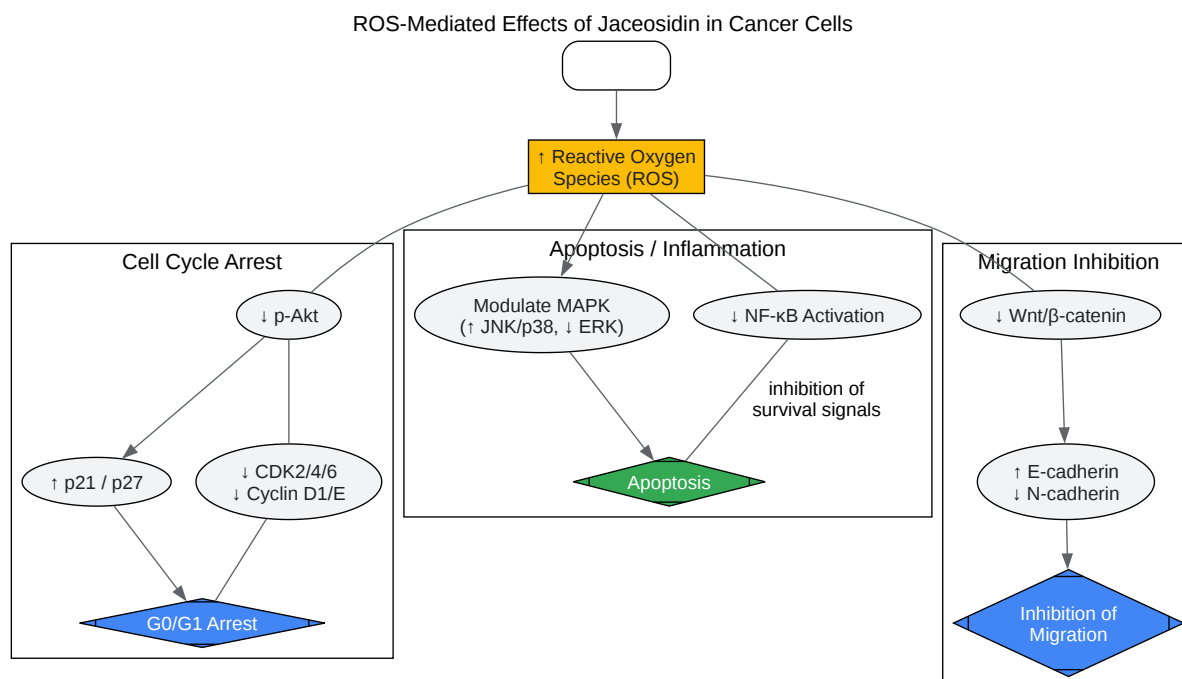 ROS-Mediated Effects of Jaceosidin in Cancer Cells
↑ Reactive Oxygen
Species (ROS)
Cell Cycle Arrest
↓ p-Akt
↑ p21 / p27
↓ CDK2/4/6
↓ Cyclin D1/E
G0/G1 Arrest
Apoptosis / Inflammation
Modulate MAPK
(↑ JNK/p38, ↓ ERK)
↓ NF-κB Activation
inhibition of
survival signals
Apoptosis
Migration Inhibition
↓ Wnt/β-catenin
↑ E-cadherin
↓ N-cadherin
Inhibition of
Migration